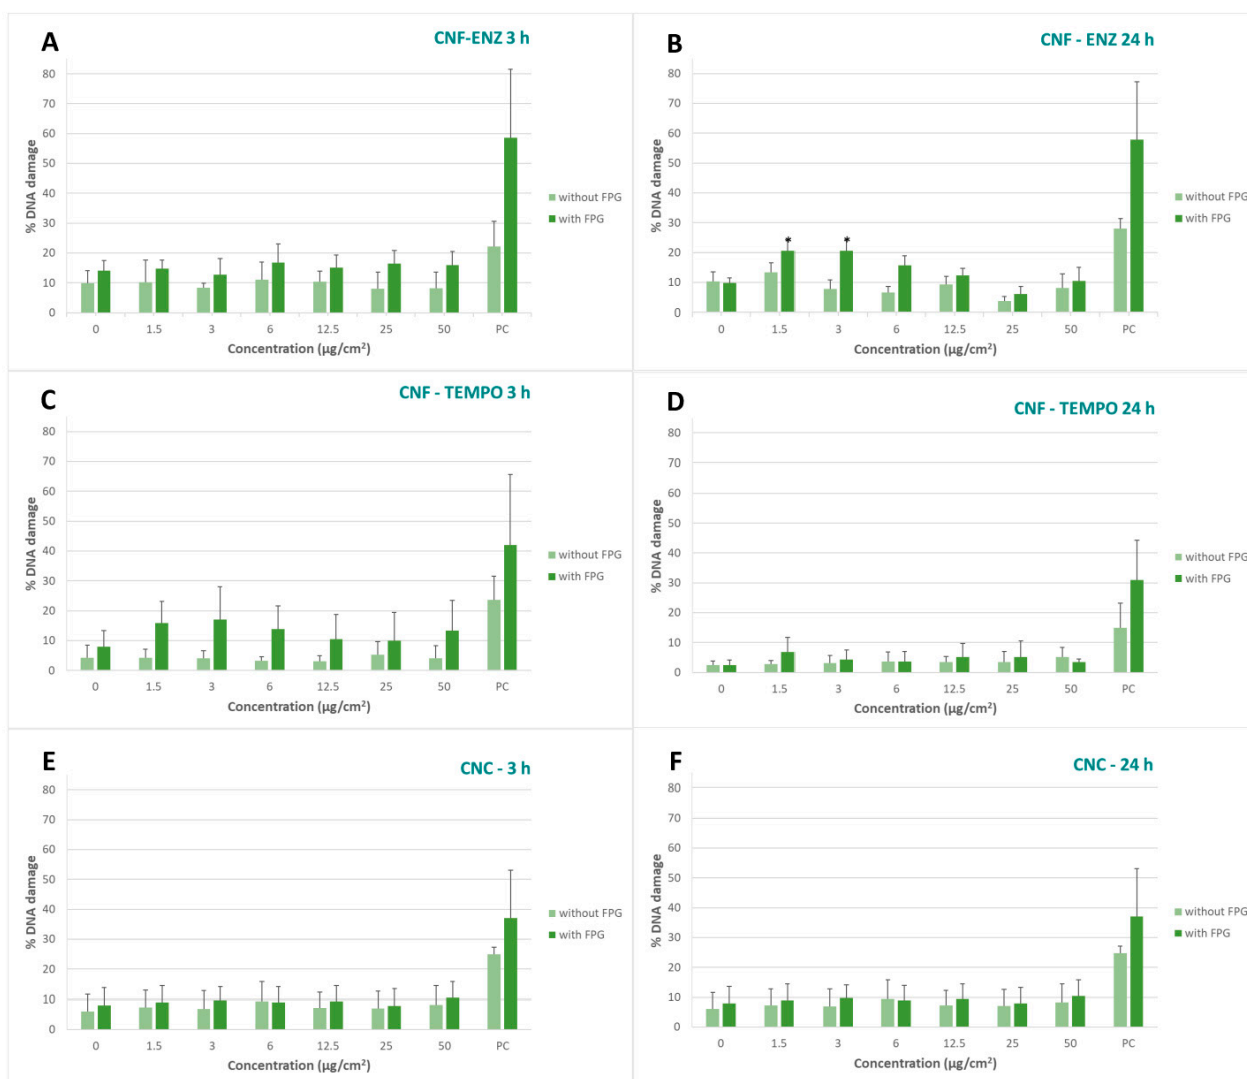 A
CNF-ENZ 3 h
80
70
60
50
40
30
20
10
0
% DNA damage
0 1.5 3 6 12.5 25 50 PC
Concentration (µg/cm²)
without FPG
with FPG
B
CNF - ENZ 24 h
80
70
60
50
40
30
20
10
0
% DNA damage
* *
0 1.5 3 6 12.5 25 50 PC
Concentration (µg/cm²)
without FPG
with FPG
C
CNF - TEMPO 3 h
80
70
60
50
40
30
20
10
0
% DNA damage
0 1.5 3 6 12.5 25 50 PC
Concentration (µg/cm²)
without FPG
with FPG
D
CNF - TEMPO 24 h
80
70
60
50
40
30
20
10
0
% DNA damage
0 1.5 3 6 12.5 25 50 PC
Concentration (µg/cm²)
without FPG
with FPG
E
CNC - 3 h
80
70
60
50
40
30
20
10
0
% DNA damage
0 1.5 3 6 12.5 25 50 PC
Concentration (µg/cm²)
without FPG
with FPG
F
CNC - 24 h
80
70
60
50
40
30
20
10
0
% DNA damage
0 1.5 3 6 12.5 25 50 PC
Concentration (µg/cm²)
without FPG
with FPG